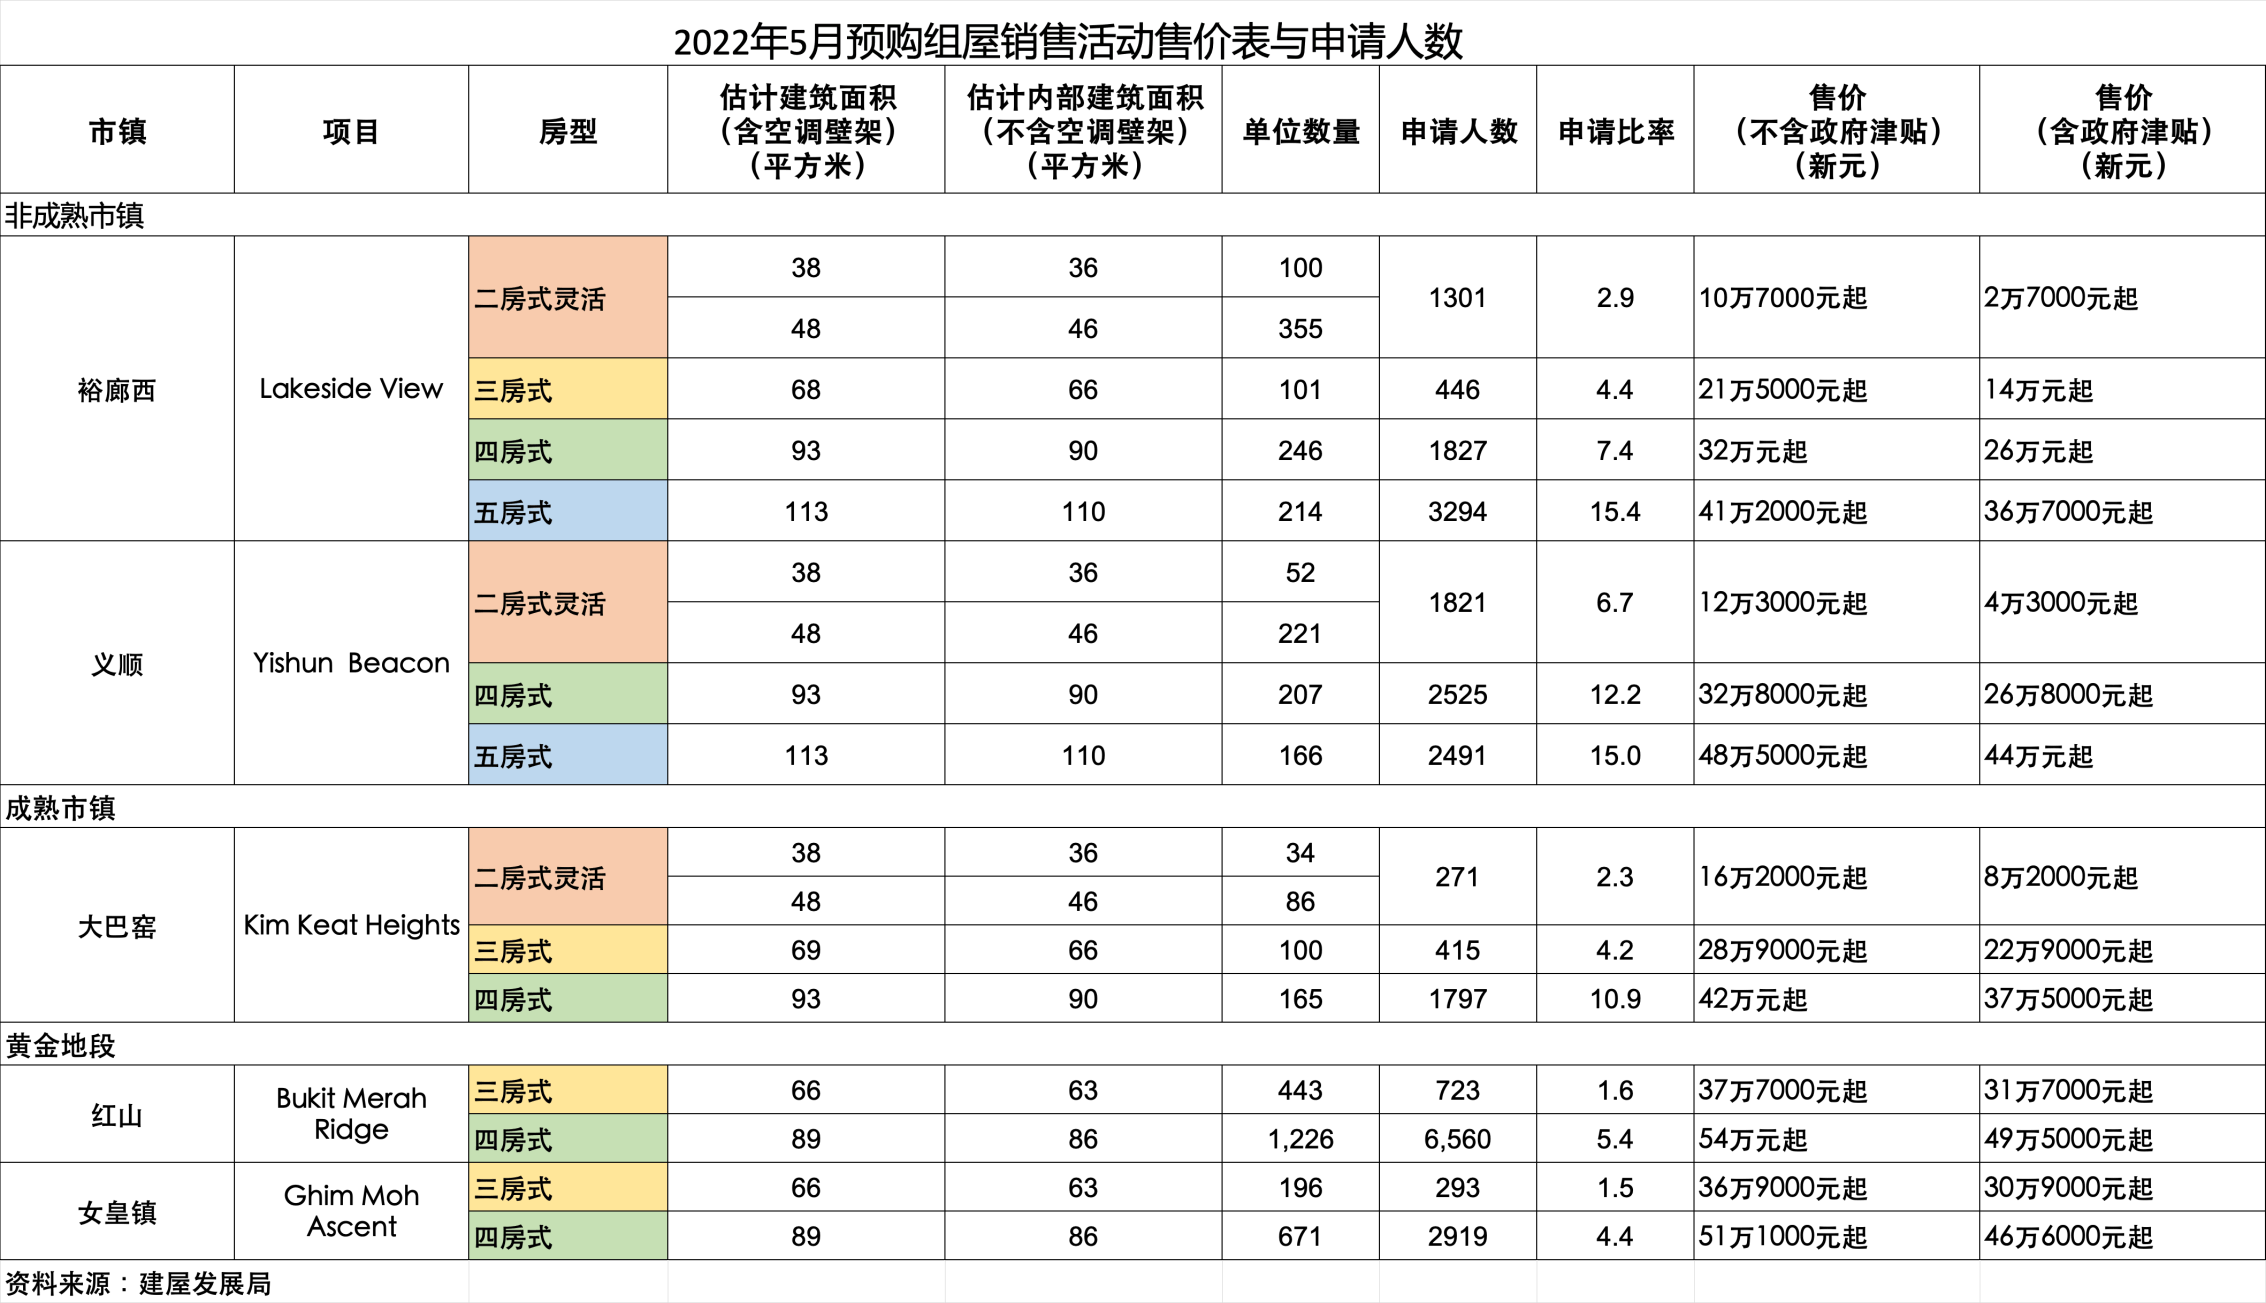 2022年5月预购组屋销售活动售价表与申请人数
市镇 项目 房型 估计建筑面积 （含空调壁架） （平方米） 估计内部建筑面积 （不含空调壁架） （平方米） 单位数量 申请人数 申请比率 售价 （不含政府津贴） （新元） 售价 （含政府津贴） （新元）
非成熟市镇
裕廊西 Lakeside View 二房式灵活 38 36 100 1301 2.9 10万7000元起 2万7000元起
48 46 355
三房式 68 66 101 446 4.4 21万5000元起 14万元起
四房式 93 90 246 1827 7.4 32万元起 26万元起
五房式 113 110 214 3294 15.4 41万2000元起 36万7000元起
义顺 Yishun Beacon 二房式灵活 38 36 52 1821 6.7 12万3000元起 4万3000元起
48 46 221
四房式 93 90 207 2525 12.2 32万8000元起 26万8000元起
五房式 113 110 166 2491 15.0 48万5000元起 44万元起
成熟市镇
大巴窑 Kim Keat Heights 二房式灵活 38 36 34 271 2.3 16万2000元起 8万2000元起
48 46 86
三房式 69 66 100 415 4.2 28万9000元起 22万9000元起
四房式 93 90 165 1797 10.9 42万元起 37万5000元起
黄金地段
红山 Bukit Merah Ridge 三房式 66 63 443 723 1.6 37万7000元起 31万7000元起
四房式 89 86 1,226 6,560 5.4 54万元起 49万5000元起
女皇镇 Ghim Moh Ascent 三房式 66 63 196 293 1.5 36万9000元起 30万9000元起
四房式 89 86 671 2919 4.4 51万1000元起 46万6000元起
资料来源：建屋发展局